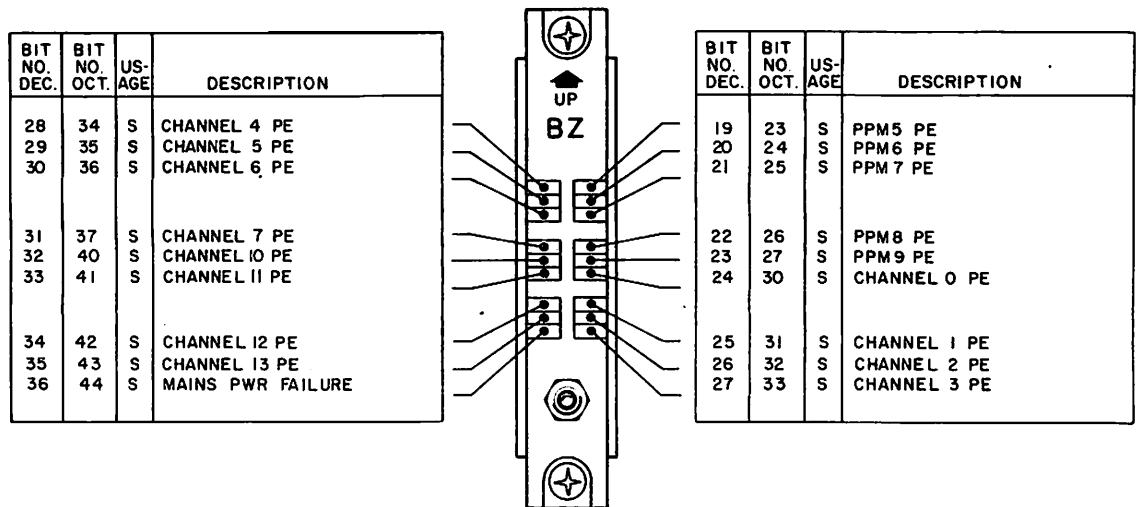 BIT NO. DEC. BIT NO. OCT. US-AGE DESCRIPTION
28 34 S CHANNEL 4 PE
29 35 S CHANNEL 5 PE
30 36 S CHANNEL 6 PE
31 37 S CHANNEL 7 PE
32 40 S CHANNEL 10 PE
33 41 S CHANNEL 11 PE
34 42 S CHANNEL 12 PE
35 43 S CHANNEL 13 PE
36 44 S MAINS PWR FAILURE
UP
BZ
BIT NO. DEC. BIT NO. OCT. US-AGE DESCRIPTION
19 23 S PPM5 PE
20 24 S PPM6 PE
21 25 S PPM7 PE
22 26 S PPM8 PE
23 27 S PPM9 PE
24 30 S CHANNEL 0 PE
25 31 S CHANNEL 1 PE
26 32 S CHANNEL 2 PE
27 33 S CHANNEL 3 PE